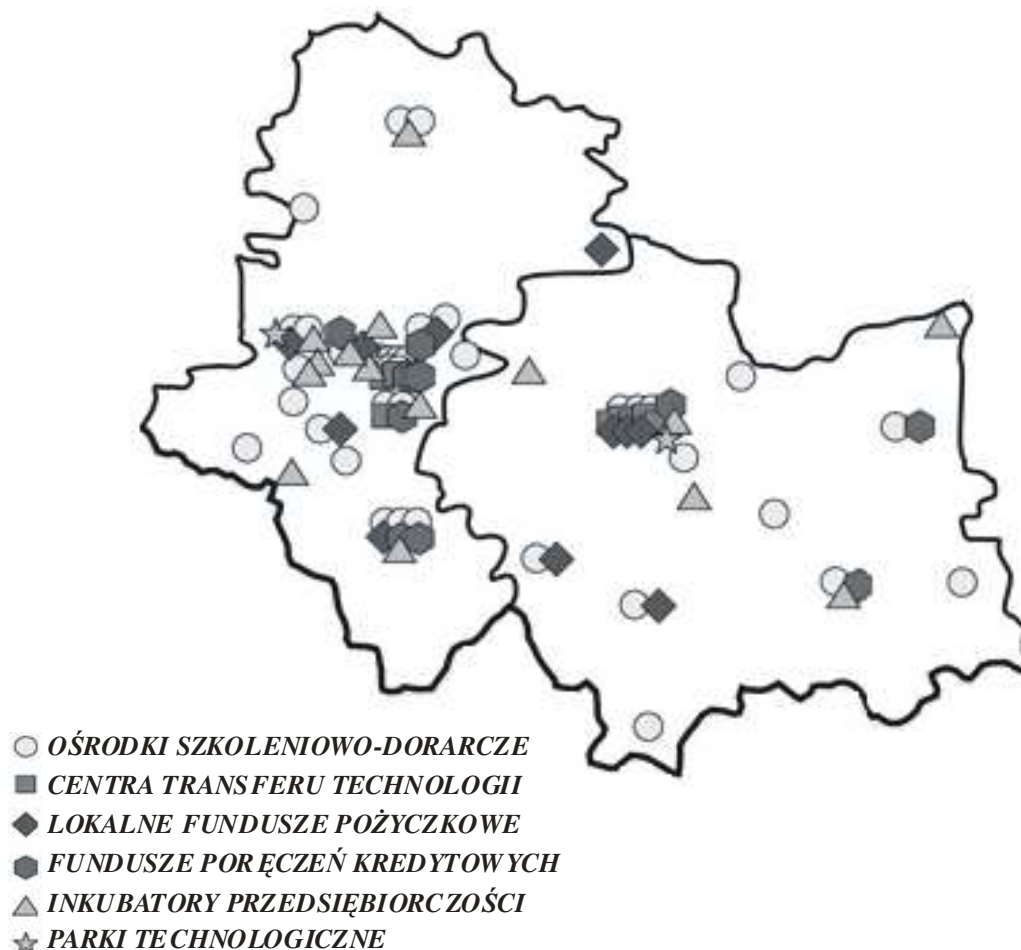 OŚRODKI SZKOLENIOWO-DORARCZE
CENTRA TRANSFERU TECHNOLOGII
LOKALNE FUNDUSZE POŻYCZKOWE
FUNDUSZE PORĘCZEŃ KREDYTOWYCH
INKUBATORY PRZEDSIĘBIORCZOŚCI
PARKI TECHNOLOGICZNE